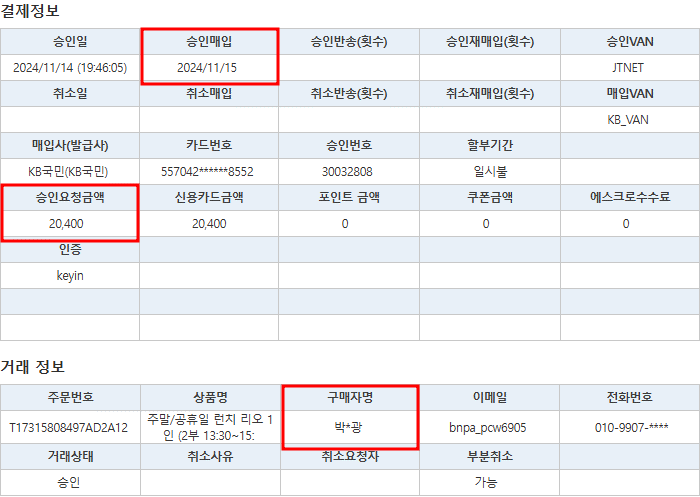 결제정보
승인일 승인매입 승인반송(횟수) 승인재매입(횟수) 승인VAN
2024/11/14 (19:46:05) 2024/11/15 JTNET
취소일 취소매입 취소반송(횟수) 취소재매입(횟수) 매입VAN
KB_VAN
매입사(발급사) 카드번호 승인번호 할부기간
KB국민(KB국민) 557042******8552 30032808 일시불
승인요청금액 신용카드금액 포인트 금액 쿠폰금액 에스크로수수료
20,400 20,400 0 0 0
인증
keyin
거래 정보
주문번호 상품명 구매자명 이메일 전화번호
T17315808497AD2A12 주말/공휴일 런치 리오 1 박*광 bnpa_pcw6905 010-9907-****
인 (2부 13:30~15:
거래상태 취소사유 취소요청자 부분취소
승인 가능